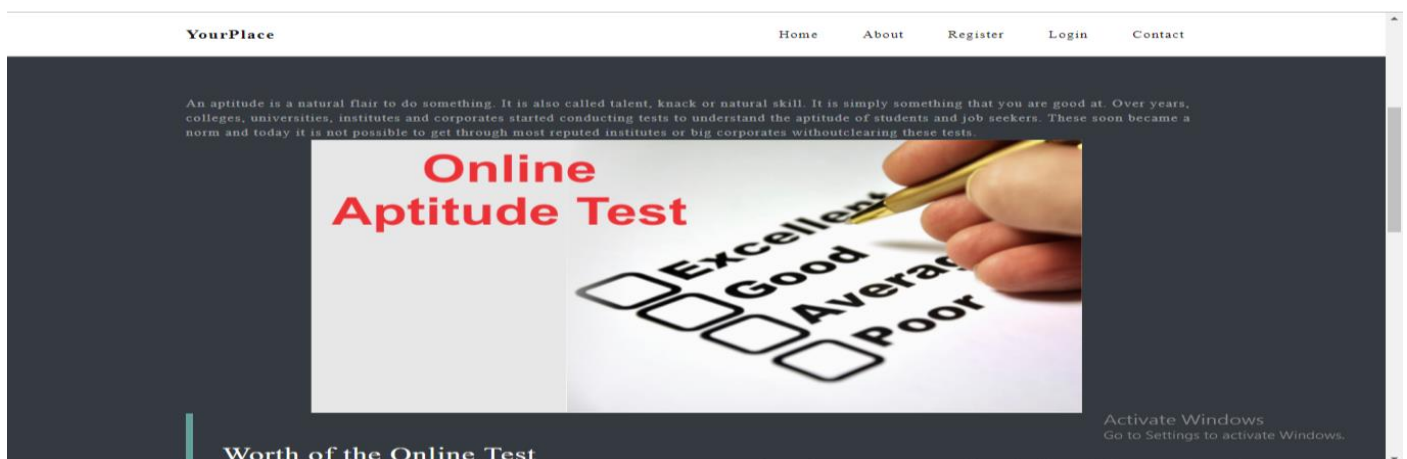 YourPlace Home About Register Login Contact
An aptitude is a natural flair to do something. It is also called talent, knack or natural skill. It is simply something that you are good at. Over years,
colleges, universities, institutes and corporates started conducting tests to understand the aptitude of students and job seekers. These soon became a
norm and today it is not possible to get through most reputed institutes or big corporates withoutclearing these tests.
Online
Aptitude Test
Excellent
Good
Average
Poor
Activate Windows
Go to Settings to activate Windows.
Worth of the Online Test